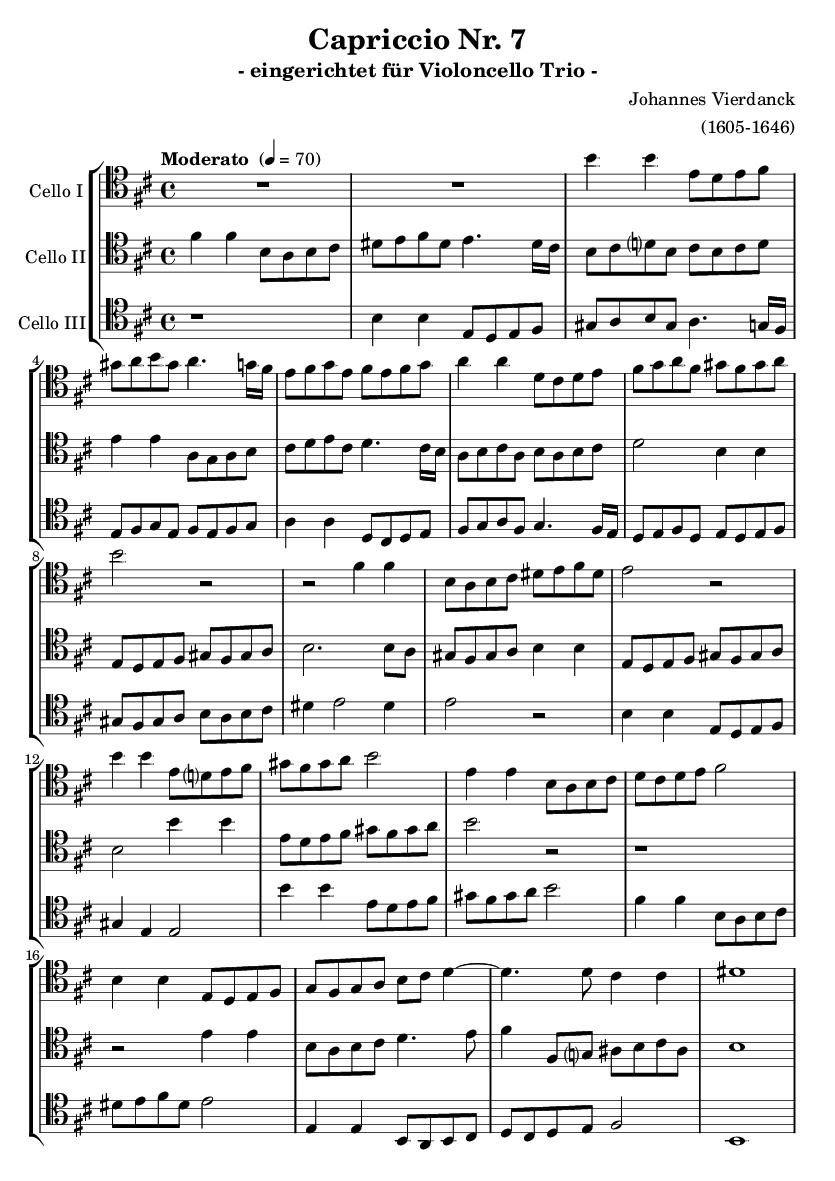 Capriccio Nr. 7
- eingerichtet für Violoncello Trio -
Johannes Vierdanck
(1605-1646)
Moderato (♩ = 70)
Cello I
Cello II
Cello III
4
8
12
16